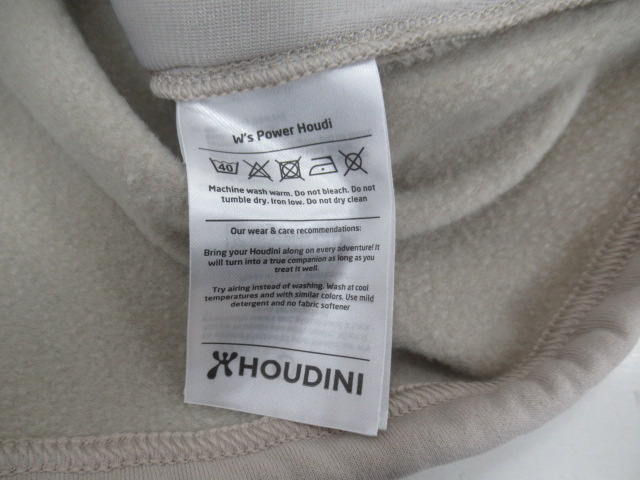 W's Power Houdi
40
Machine wash warm. Do not bleach. Do not
tumble dry. Iron low. Do not dry clean
Our wear & care recommendations:
Bring your Houdini along on every adventure! It
will turn into a true companion as long as you
treat it well.
Try airing instead of washing. Wash at cool
temperatures and with similar colors. Use mild
detergent and no fabric softener
HOUDINI